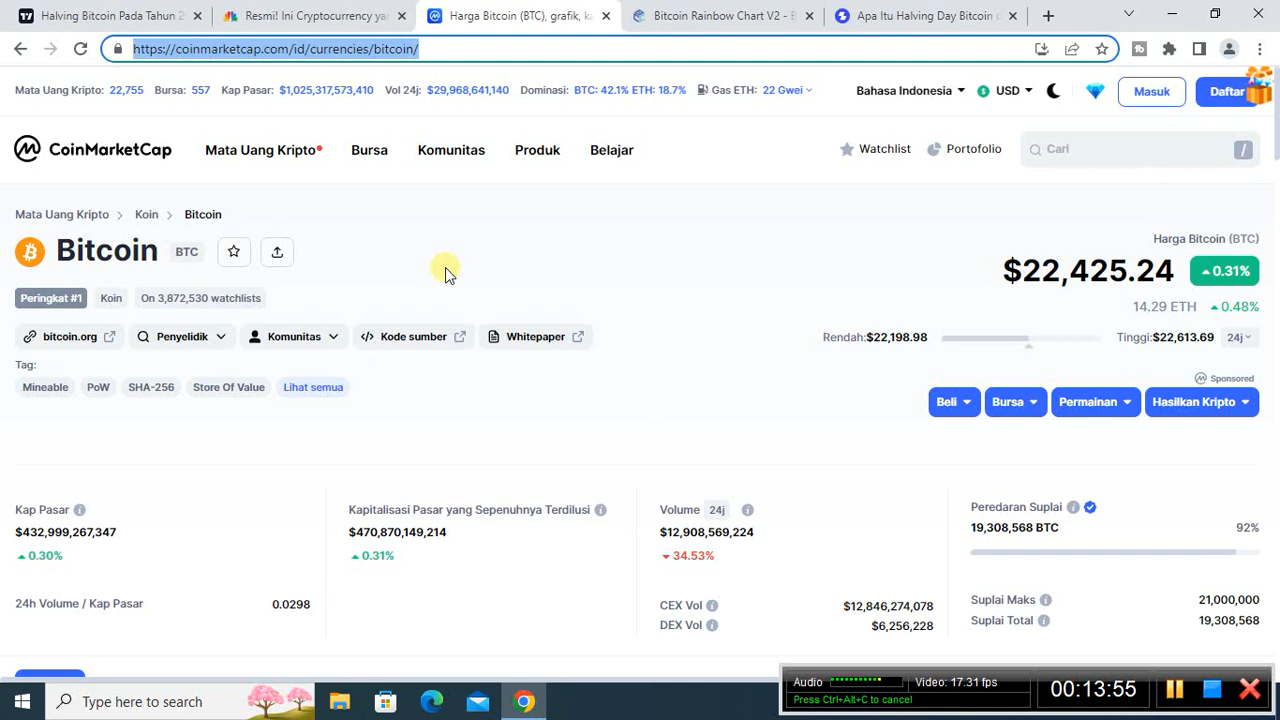 Halving Bitcoin Pada Tahun 2
Resmi! Ini Cryptocurrency yan
Harga Bitcoin (BTC), grafik, ka
Bitcoin Rainbow Chart V2 - B
Apa Itu Halving Day Bitcoin d
https://coinmarketcap.com/id/currencies/bitcoin/
Mata Uang Kripto: 22,755 Bursa: 557 Kap Pasar: $1,025,317,573,410 Vol 24j: $29,968,641,140 Dominasi: BTC: 42.1% ETH: 18.7% Gas ETH: 22 Gwei
Bahasa Indonesia USD Masuk Daftar
CoinMarketCap Mata Uang Kripto Bursa Komunitas Produk Belajar Watchlist Portofolio Cari /
Mata Uang Kripto > Koin > Bitcoin
Bitcoin BTC
Harga Bitcoin (BTC)
$22,425.24 0.31%
Peringkat #1 Koin On 3,872,530 watchlists
14.29 ETH 0.48%
bitcoin.org Penyelidik Komunitas Kode sumber Whitepaper
Rendah:$22,198.98 Tinggi:$22,613.69 24j
Tag:
Mineable PoW SHA-256 Store Of Value Lihat semua
Sponsored
Beli Bursa Permainan Hasilkan Kripto
Kap Pasar
$432,999,267,347
0.30%
24h Volume / Kap Pasar 0.0298
Kapitalisasi Pasar yang Sepenuhnya Terdilusi
$470,870,149,214
0.31%
Volume 24j
$12,908,569,224
34.53%
CEX Vol $12,846,274,078
DEX Vol $6,256,228
Peredaran Suplai
19,308,568 BTC 92%
Suplai Maks 21,000,000
Suplai Total 19,308,568
Audio Video: 17.31 fps
Press Ctrl+Alt+C to cancel
00:13:55
Type here to search